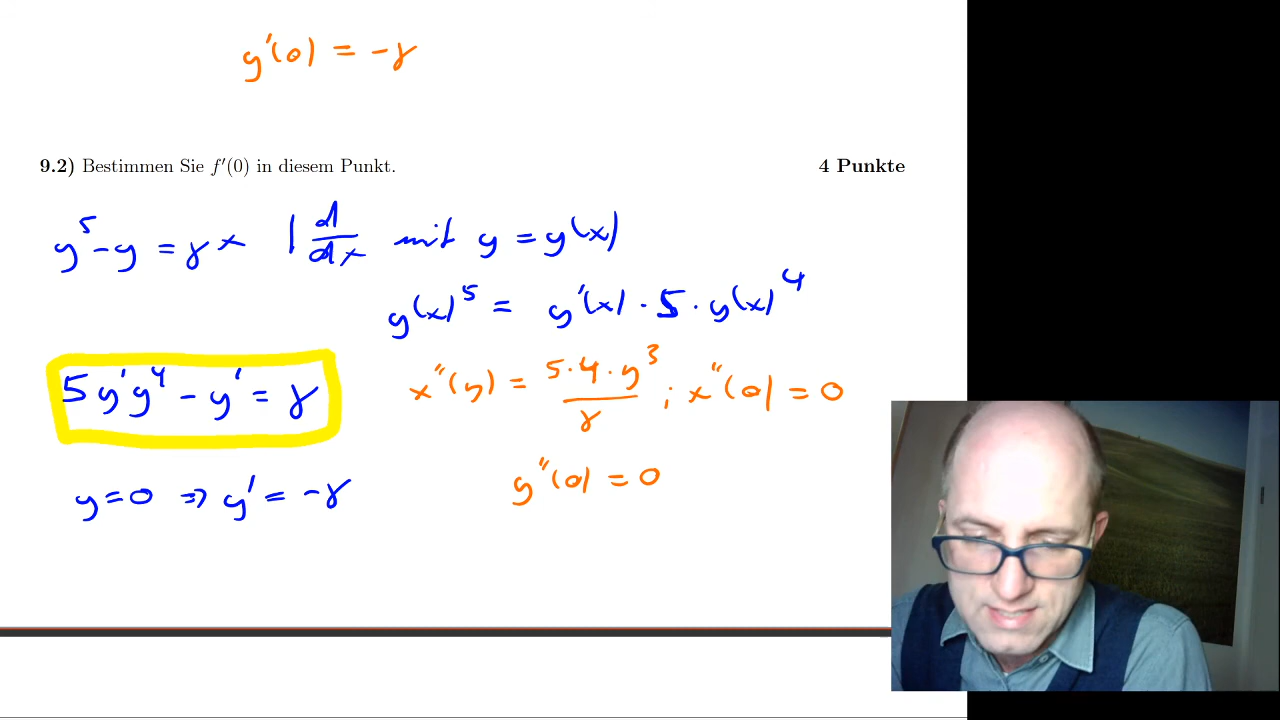 y'(0) = -γ
9.2) Bestimmen Sie f'(0) in diesem Punkt. 4 Punkte
y⁵ - y = γx | d/dx mit y = y(x)
y(x)⁵ = y'(x) · 5 · y(x)⁴
5y'y⁴ - y' = γ
x''(y) = 5·4·y³/γ ; x''(0) = 0
y=0 ⇒ y' = -γ
y''(0) = 0